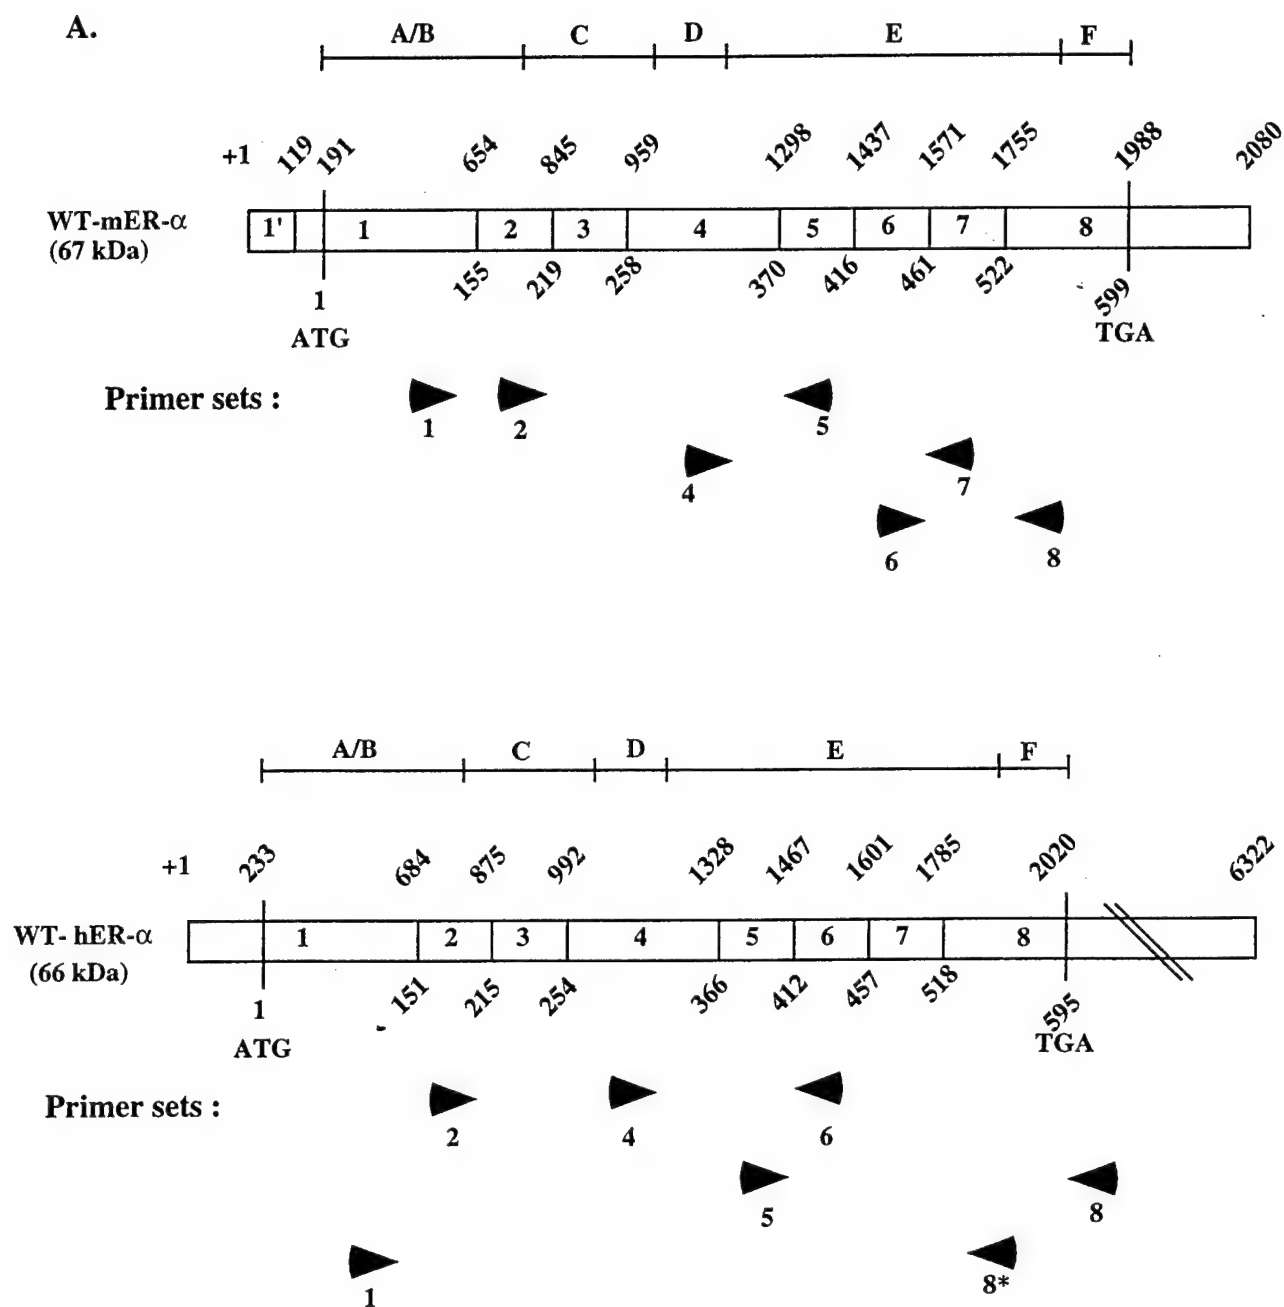 A.
A/B C D E F
+1 119 191 654 845 959 1298 1437 1571 1755 1988 2080
WT-mER-α
(67 kDa)
1' 1 2 3 4 5 6 7 8
1 155 219 258 370 416 461 522 599
ATG TGA
Primer sets :
1 2 5
4 7
6 8
A/B C D E F
+1 233 684 875 992 1328 1467 1601 1785 2020 6322
WT- hER-α
(66 kDa)
1 2 3 4 5 6 7 8
1 151 215 254 366 412 457 518 595
ATG TGA
Primer sets :
2 4 6
5 8
1 8*